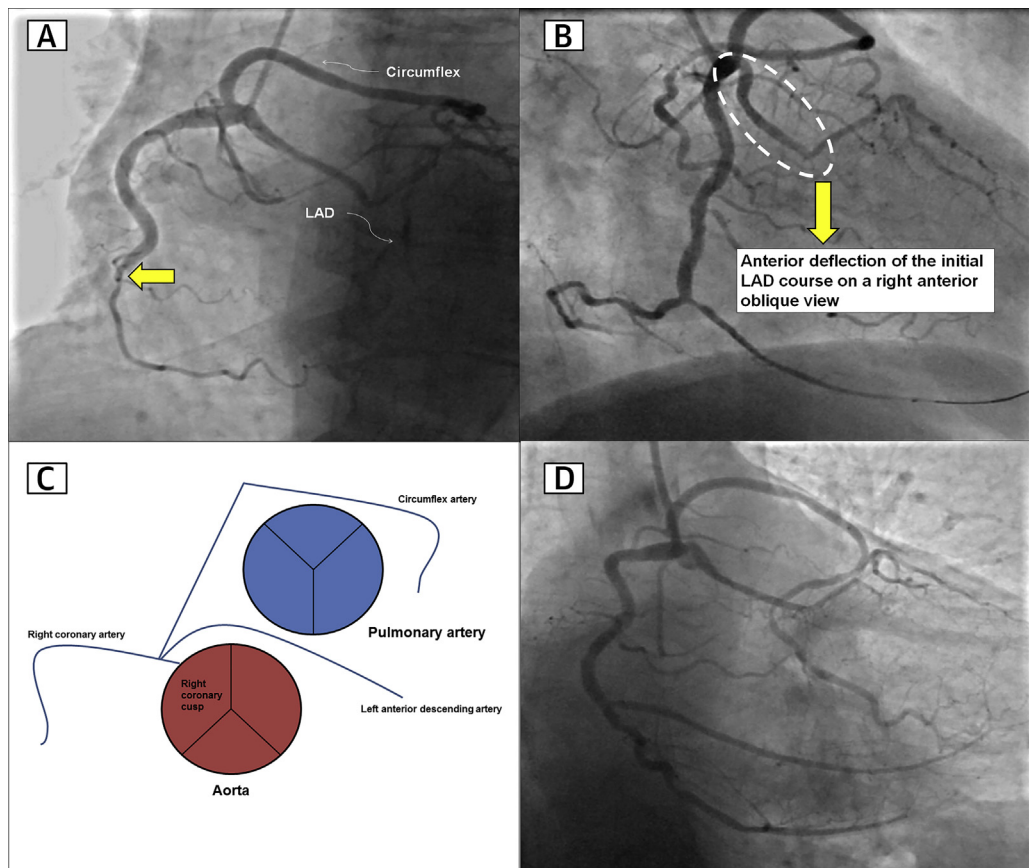 A
Circumflex
LAD
B
Anterior deflection of the initial
LAD course on a right anterior
oblique view
C
Circumflex artery
Pulmonary artery
Right coronary artery
Right
coronary
cusp
Left anterior descending artery
Aorta
D